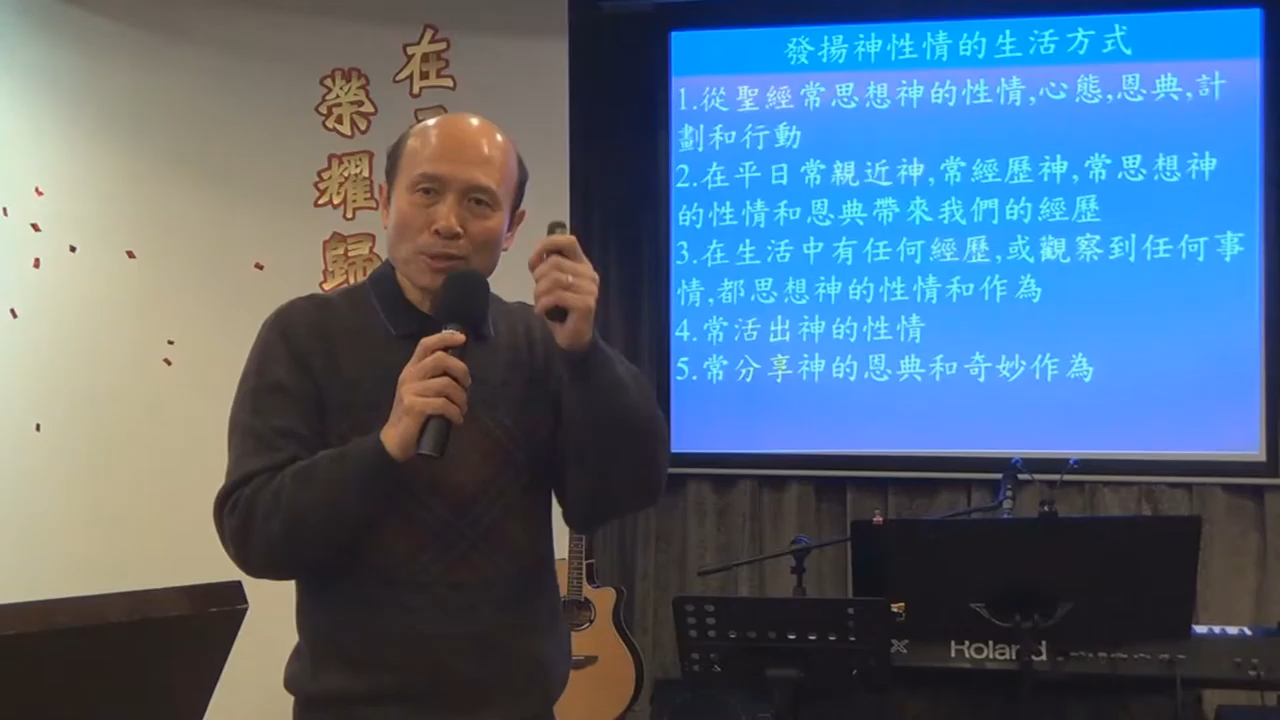 在
榮耀歸
發揚神性情的生活方式
1.從聖經常思想神的性情,心態,恩典,計
劃和行動
2.在平日常親近神,常經歷神,常思想神
的性情和恩典帶來我們的經歷
3.在生活中有任何經歷,或觀察到任何事
情,都思想神的性情和作為
4.常活出神的性情
5.常分享神的恩典和奇妙作為
Roland